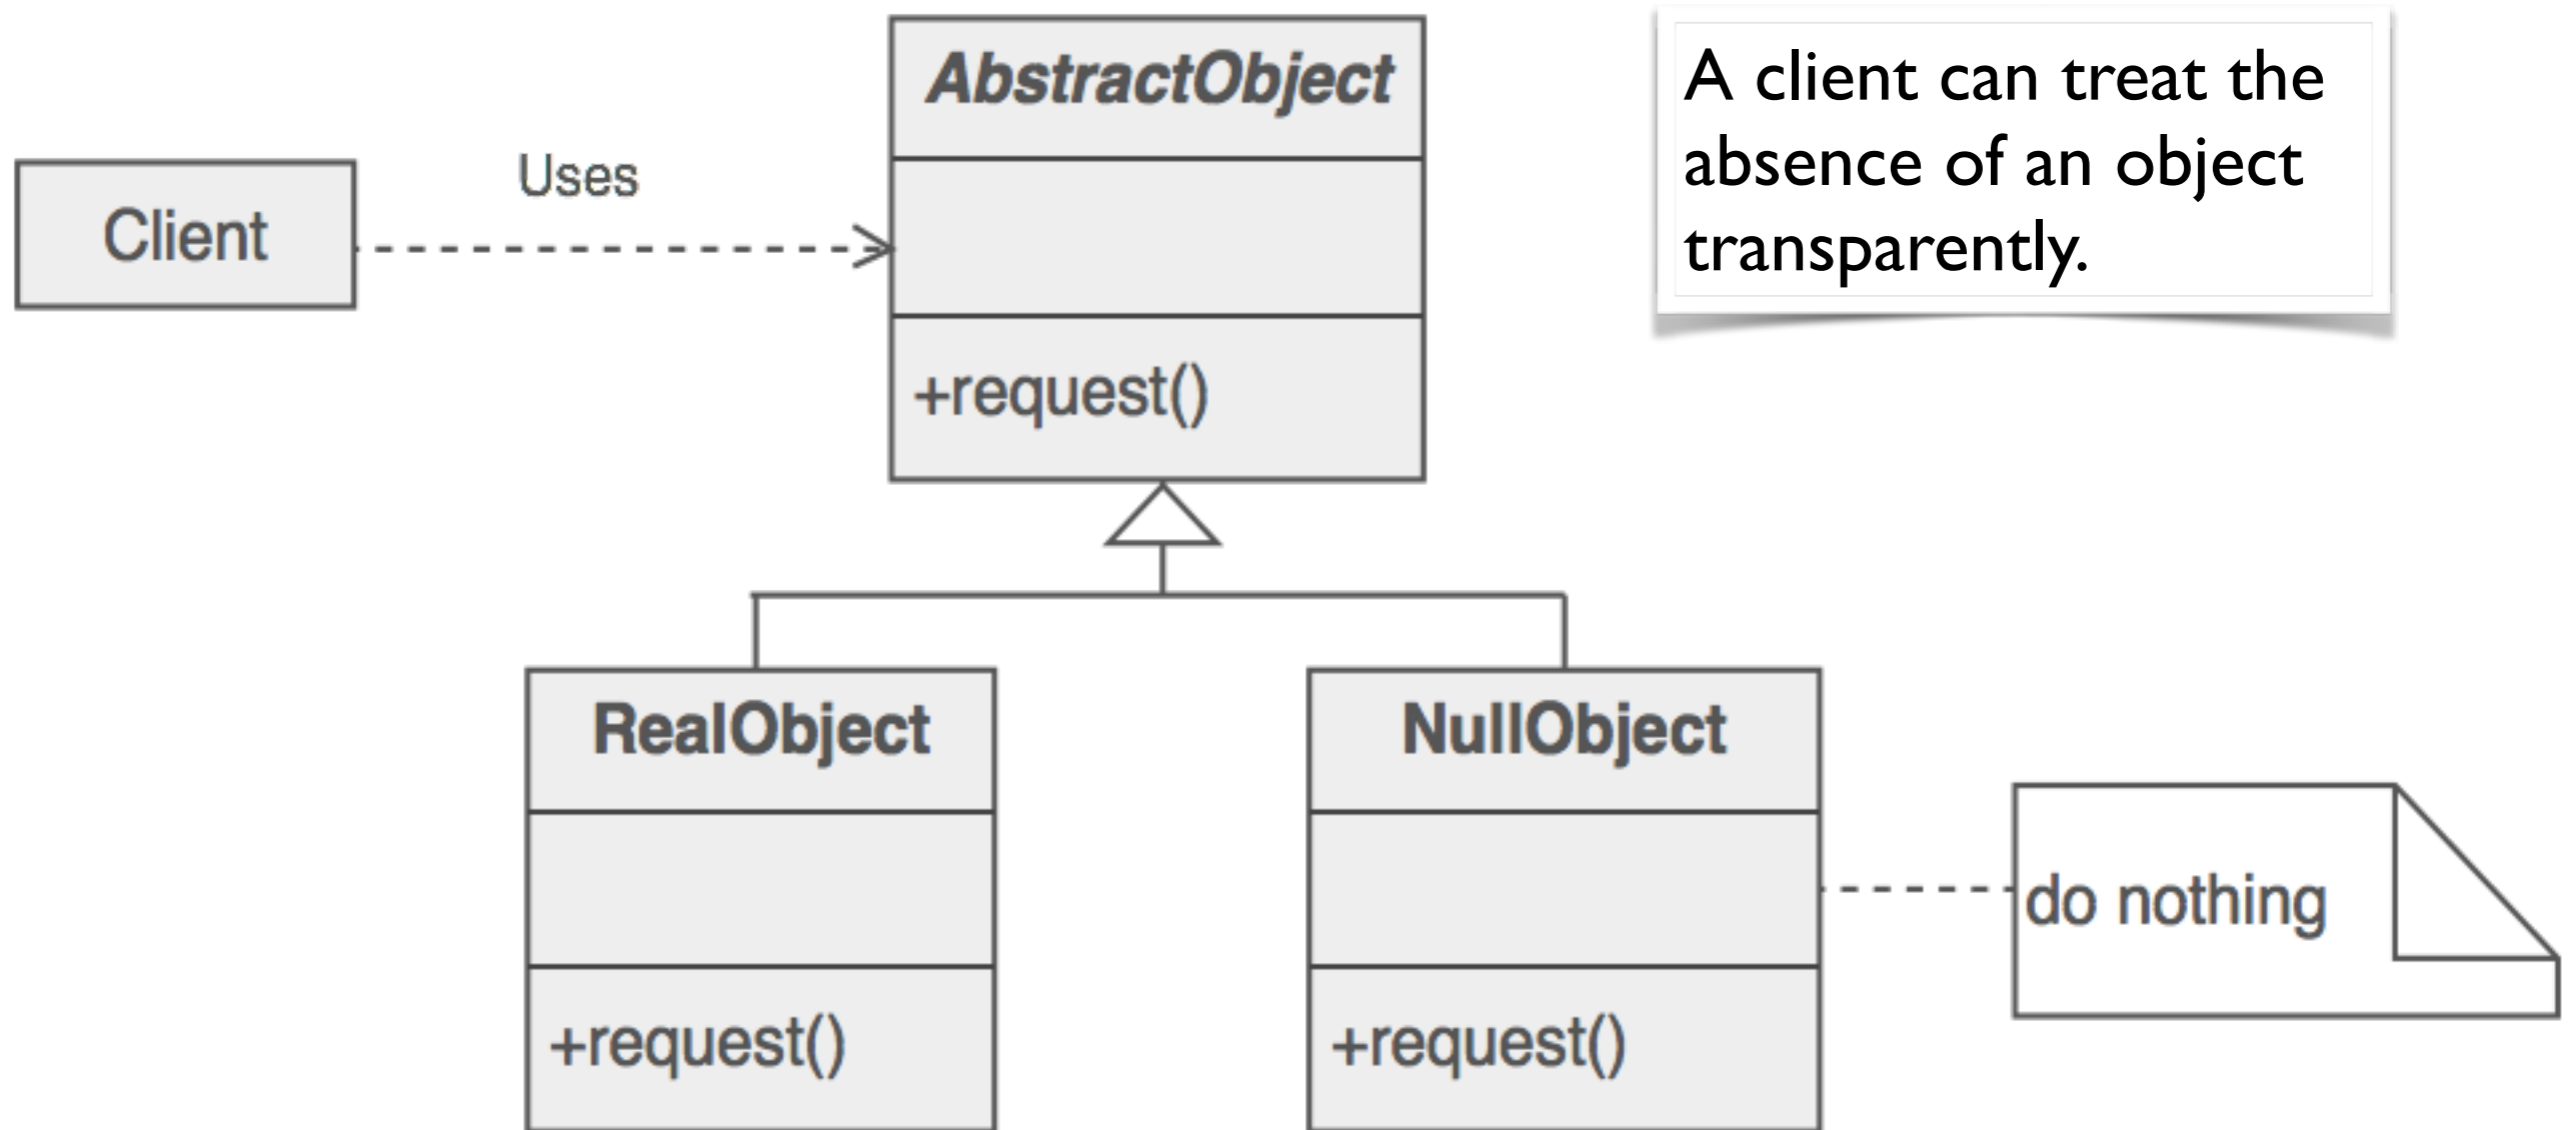 AbstractObject
A client can treat the
absence of an object
transparently.
Uses
Client
+request()
RealObject
NullObject
do nothing
+request()
+request()